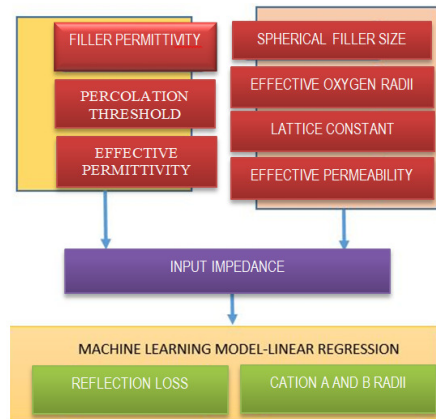 FILLER PERMITTIVITY
PERCOLATION
THRESHOLD
EFFECTIVE
PERMITTIVITY
SPHERICAL FILLER SIZE
EFFECTIVE OXYGEN RADII
LATTICE CONSTANT
EFFECTIVE PERMEABILITY
INPUT IMPEDANCE
MACHINE LEARNING MODEL-LINEAR REGRESSION
REFLECTION LOSS
CATION A AND B RADII